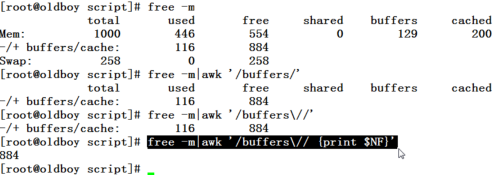 [root@oldboy script]# free -m
total used free shared buffers cached
Mem: 1000 446 554 0 129 200
-/+ buffers/cache: 116 884
Swap: 258 0 258
[root@oldboy script]# free -m|awk '/buffers/'
total used free shared buffers cached
-/+ buffers/cache: 116 884
[root@oldboy script]# free -m|awk '/buffers\//'
-/+ buffers/cache: 116 884
[root@oldboy script]# free -m|awk '/buffers\// {print $NF}'
884
[root@oldboy script]#